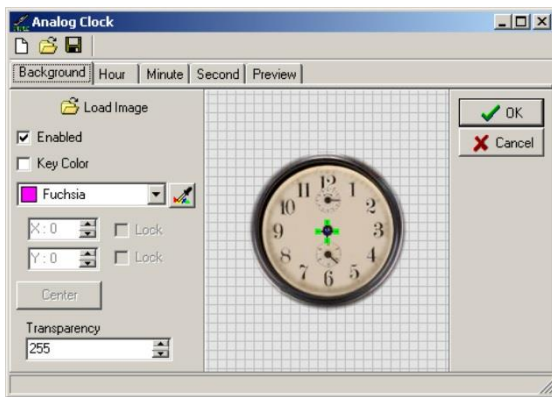 Analog Clock
Background Hour Minute Second Preview
Load Image
Enabled
Key Color
Fuchsia
X: 0 Lock
Y: 0 Lock
Center
Transparency
255
OK
Cancel
12
11 1
10 2
9 3
8 4
7 6 5